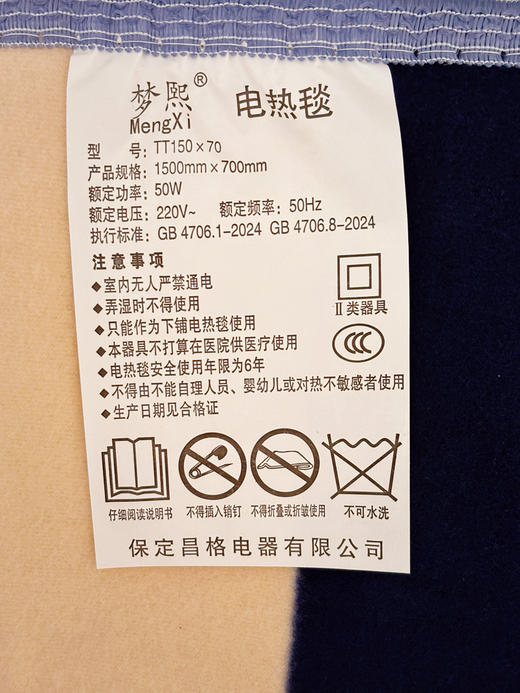 梦熙® 电热毯
MengXi
型 号：TT150×70
产品规格：1500mm×700mm
额定功率：50W
额定电压：220V~ 额定频率：50Hz
执行标准：GB 4706.1-2024 GB 4706.8-2024
注意事项
◆室内无人严禁通电
◆弄湿时不得使用
◆只能作为下铺电热毯使用
◆本器具不打算在医院供医疗使用
◆电热毯安全使用年限为6年
◆不得由不能自理人员、婴幼儿或对热不敏感者使用
◆生产日期见合格证
II类器具
CCC
仔细阅读说明书 不得插入销钉 不得折叠或折皱使用 不可水洗
保定昌格电器有限公司